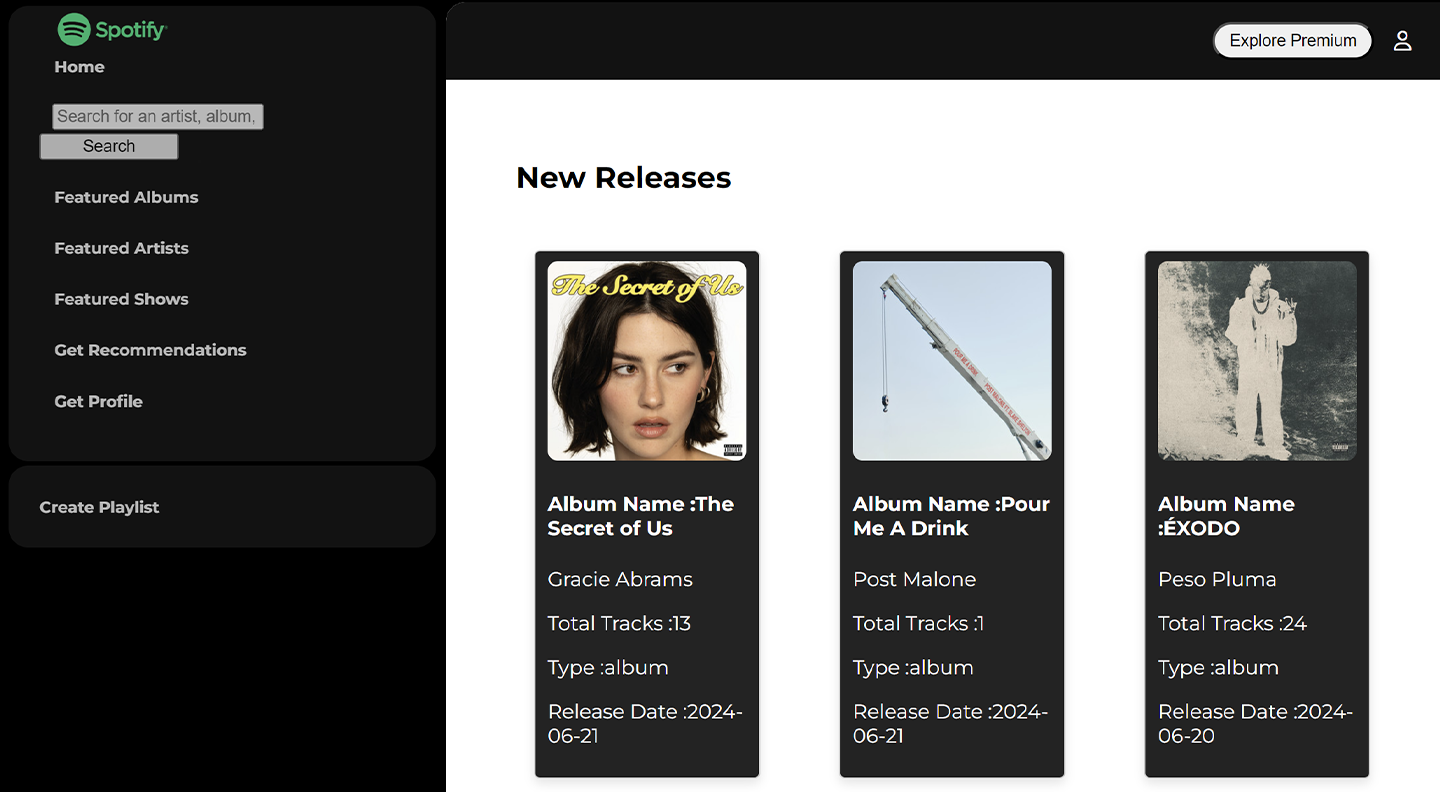 Spotify
Home
Search for an artist, album,
Search
Featured Albums
Featured Artists
Featured Shows
Get Recommendations
Get Profile
Create Playlist
Explore Premium
New Releases
The Secret of Us
Album Name :The
Secret of Us
Gracie Abrams
Total Tracks :13
Type :album
Release Date :2024-
06-21
POUR ME A DRINK
Album Name :Pour
Me A Drink
Post Malone
Total Tracks :1
Type :album
Release Date :2024-
06-21
Album Name
:ÉXODO
Peso Pluma
Total Tracks :24
Type :album
Release Date :2024-
06-20